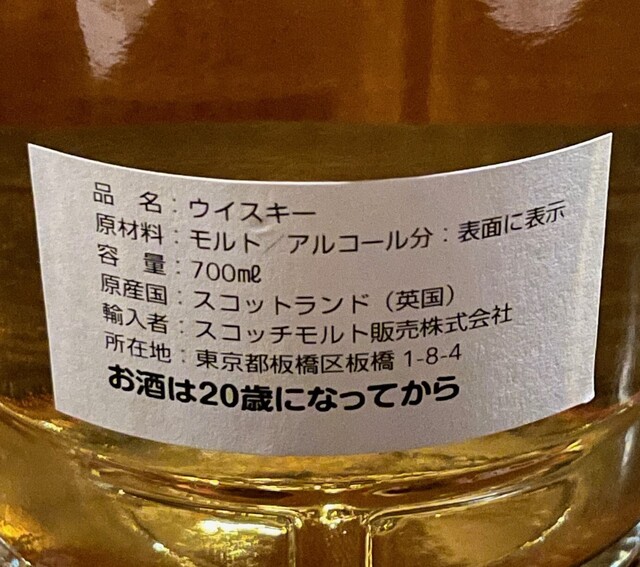 品　名：ウイスキー
原材料：モルト／アルコール分：表面に表示
容　量：700㎖
原産国：スコットランド（英国）
輸入者：スコッチモルト販売株式会社
所在地：東京都板橋区板橋 1-8-4
お酒は20歳になってから